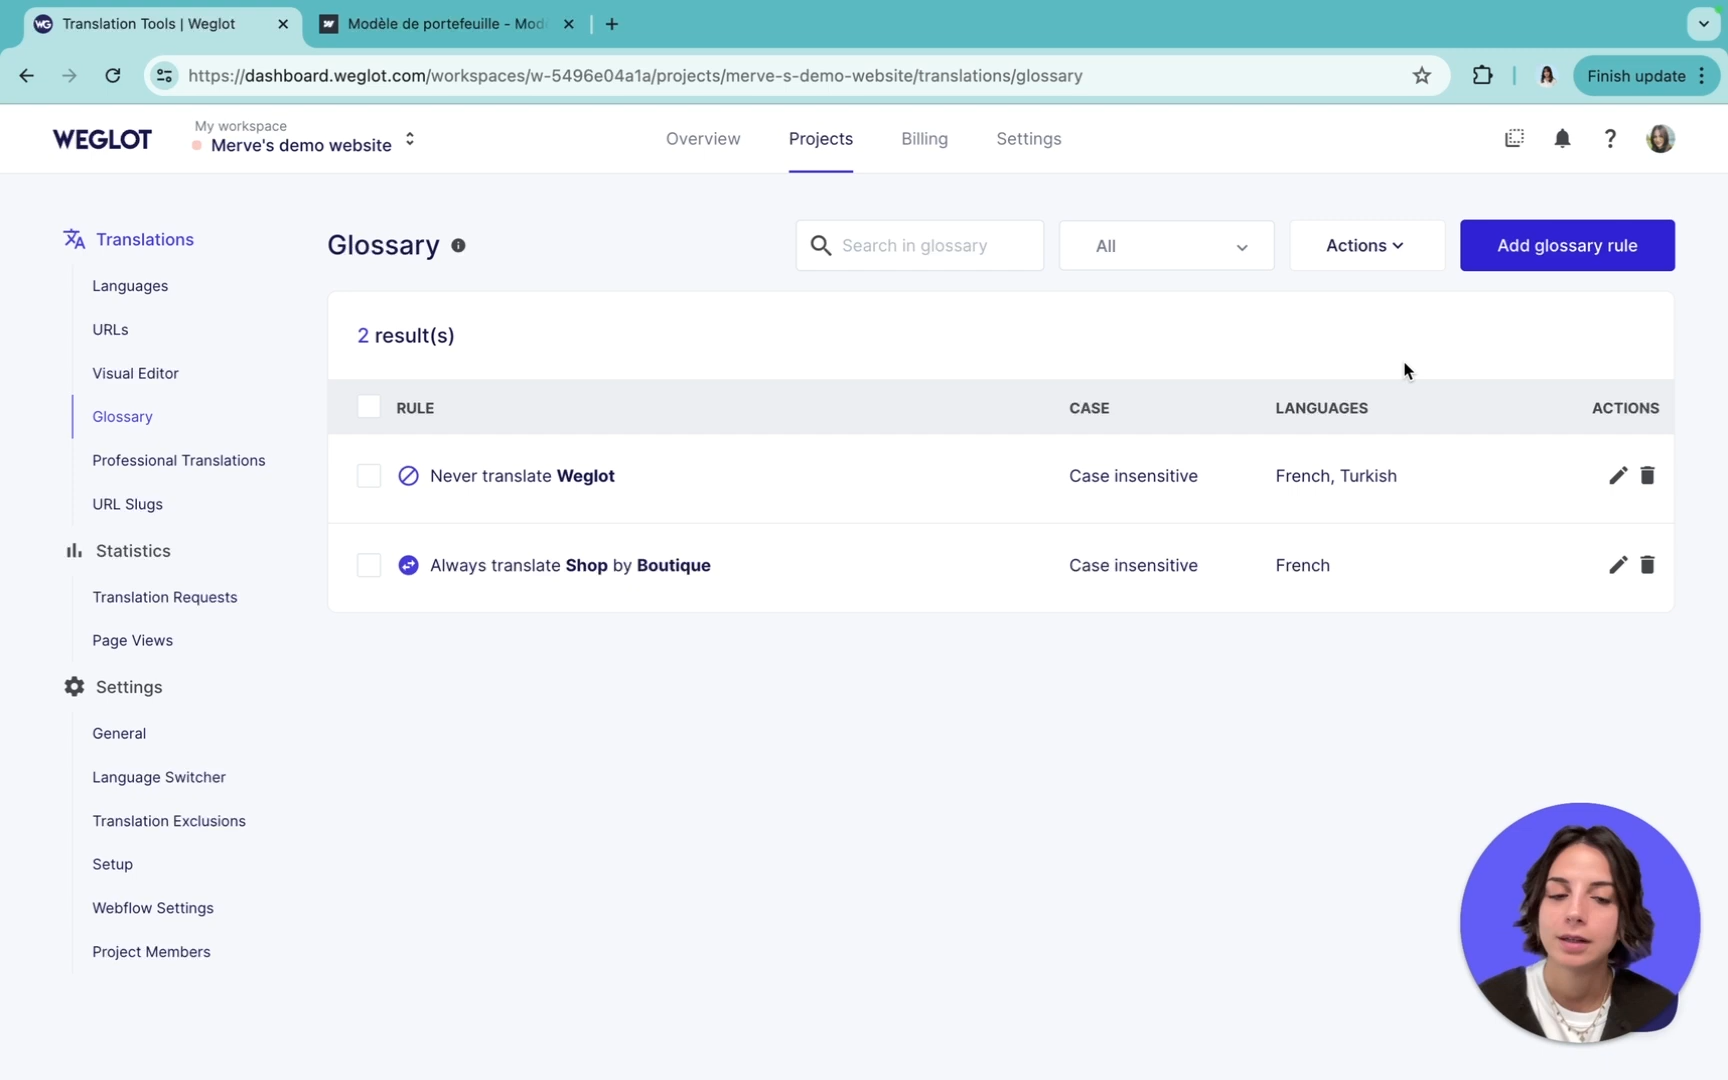 Translation Tools | Weglot
Modèle de portefeuille - Mod
https://dashboard.weglot.com/workspaces/w-5496e04a1a/projects/merve-s-demo-website/translations/glossary
Finish update
WEGLOT
My workspace
Merve's demo website
Overview
Projects
Billing
Settings
Translations
Languages
URLs
Visual Editor
Glossary
Professional Translations
URL Slugs
Statistics
Translation Requests
Page Views
Settings
General
Language Switcher
Translation Exclusions
Setup
Webflow Settings
Project Members
Glossary
Search in glossary
All
Actions
Add glossary rule
2 result(s)
RULE CASE LANGUAGES ACTIONS
Never translate Weglot Case insensitive French, Turkish
Always translate Shop by Boutique Case insensitive French